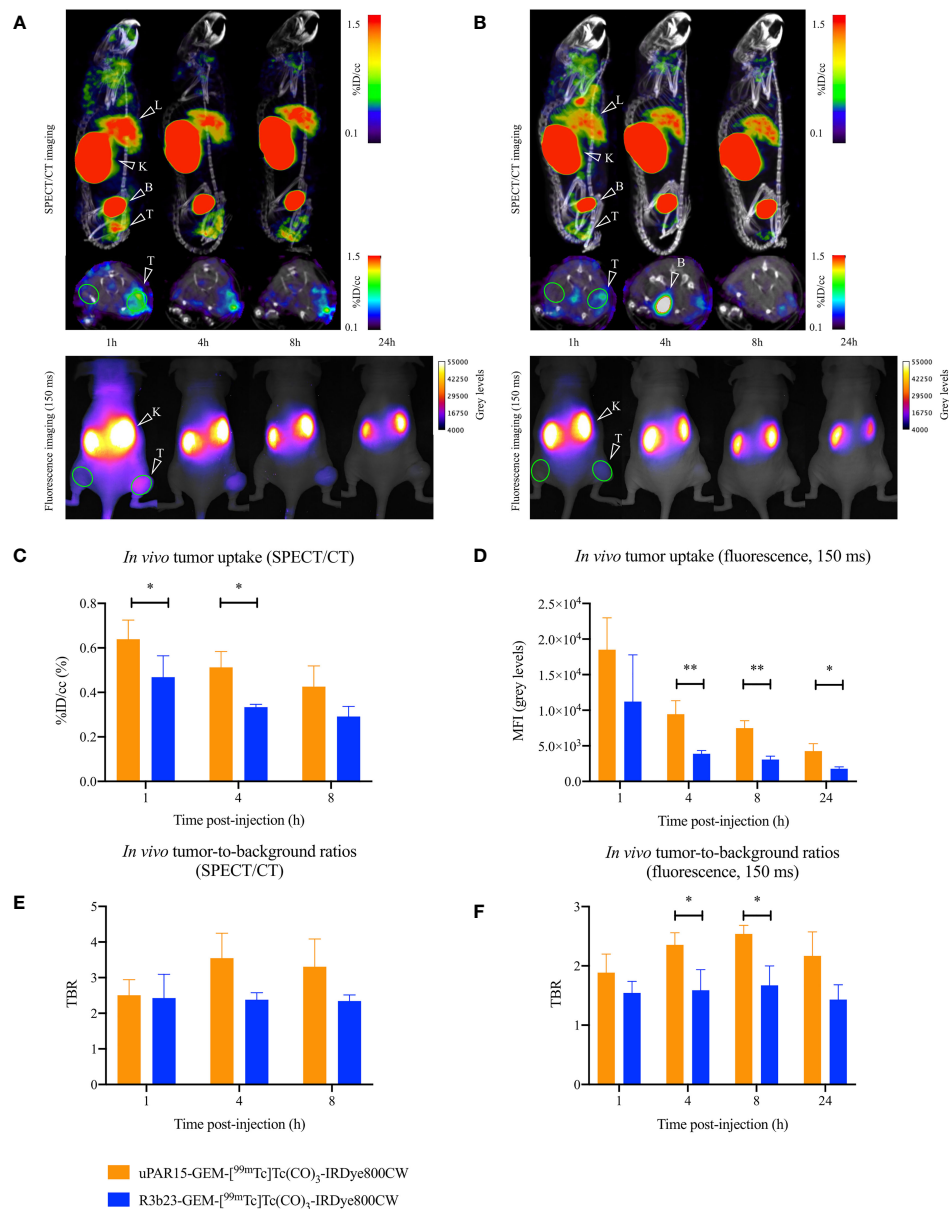 A
B
SPECT/CT imaging
L
K
B
T
1.5
%ID/cc
0.1
T
1.5
%ID/cc
0.1
1h
4h
8h
24h
Fluorescence imaging (150 ms)
K
T
55000
42250
29500
16750
4000
Grey levels
SPECT/CT imaging
L
K
B
T
1.5
%ID/cc
0.1
T
B
1.5
%ID/cc
0.1
1h
4h
8h
24h
Fluorescence imaging (150 ms)
K
T
55000
42250
29500
16750
4000
Grey levels
C
In vivo tumor uptake (SPECT/CT)
* *
0.8
0.6
0.4
0.2
0.0
%ID/cc (%)
1 4 8
Time post-injection (h)
D
In vivo tumor uptake (fluorescence, 150 ms)
** ** *
2.5×10⁴
2.0×10⁴
1.5×10⁴
1.0×10⁴
5.0×10³
0.0
MFI (grey levels)
1 4 8 24
Time post-injection (h)
E
In vivo tumor-to-background ratios
(SPECT/CT)
5
4
3
2
1
0
TBR
1 4 8
Time post-injection (h)
F
In vivo tumor-to-background ratios
(fluorescence, 150 ms)
* *
3
2
1
0
TBR
1 4 8 24
Time post-injection (h)
uPAR15-GEM-[⁹⁹ᵐTc]Tc(CO)₃-IRDye800CW
R3b23-GEM-[⁹⁹ᵐTc]Tc(CO)₃-IRDye800CW